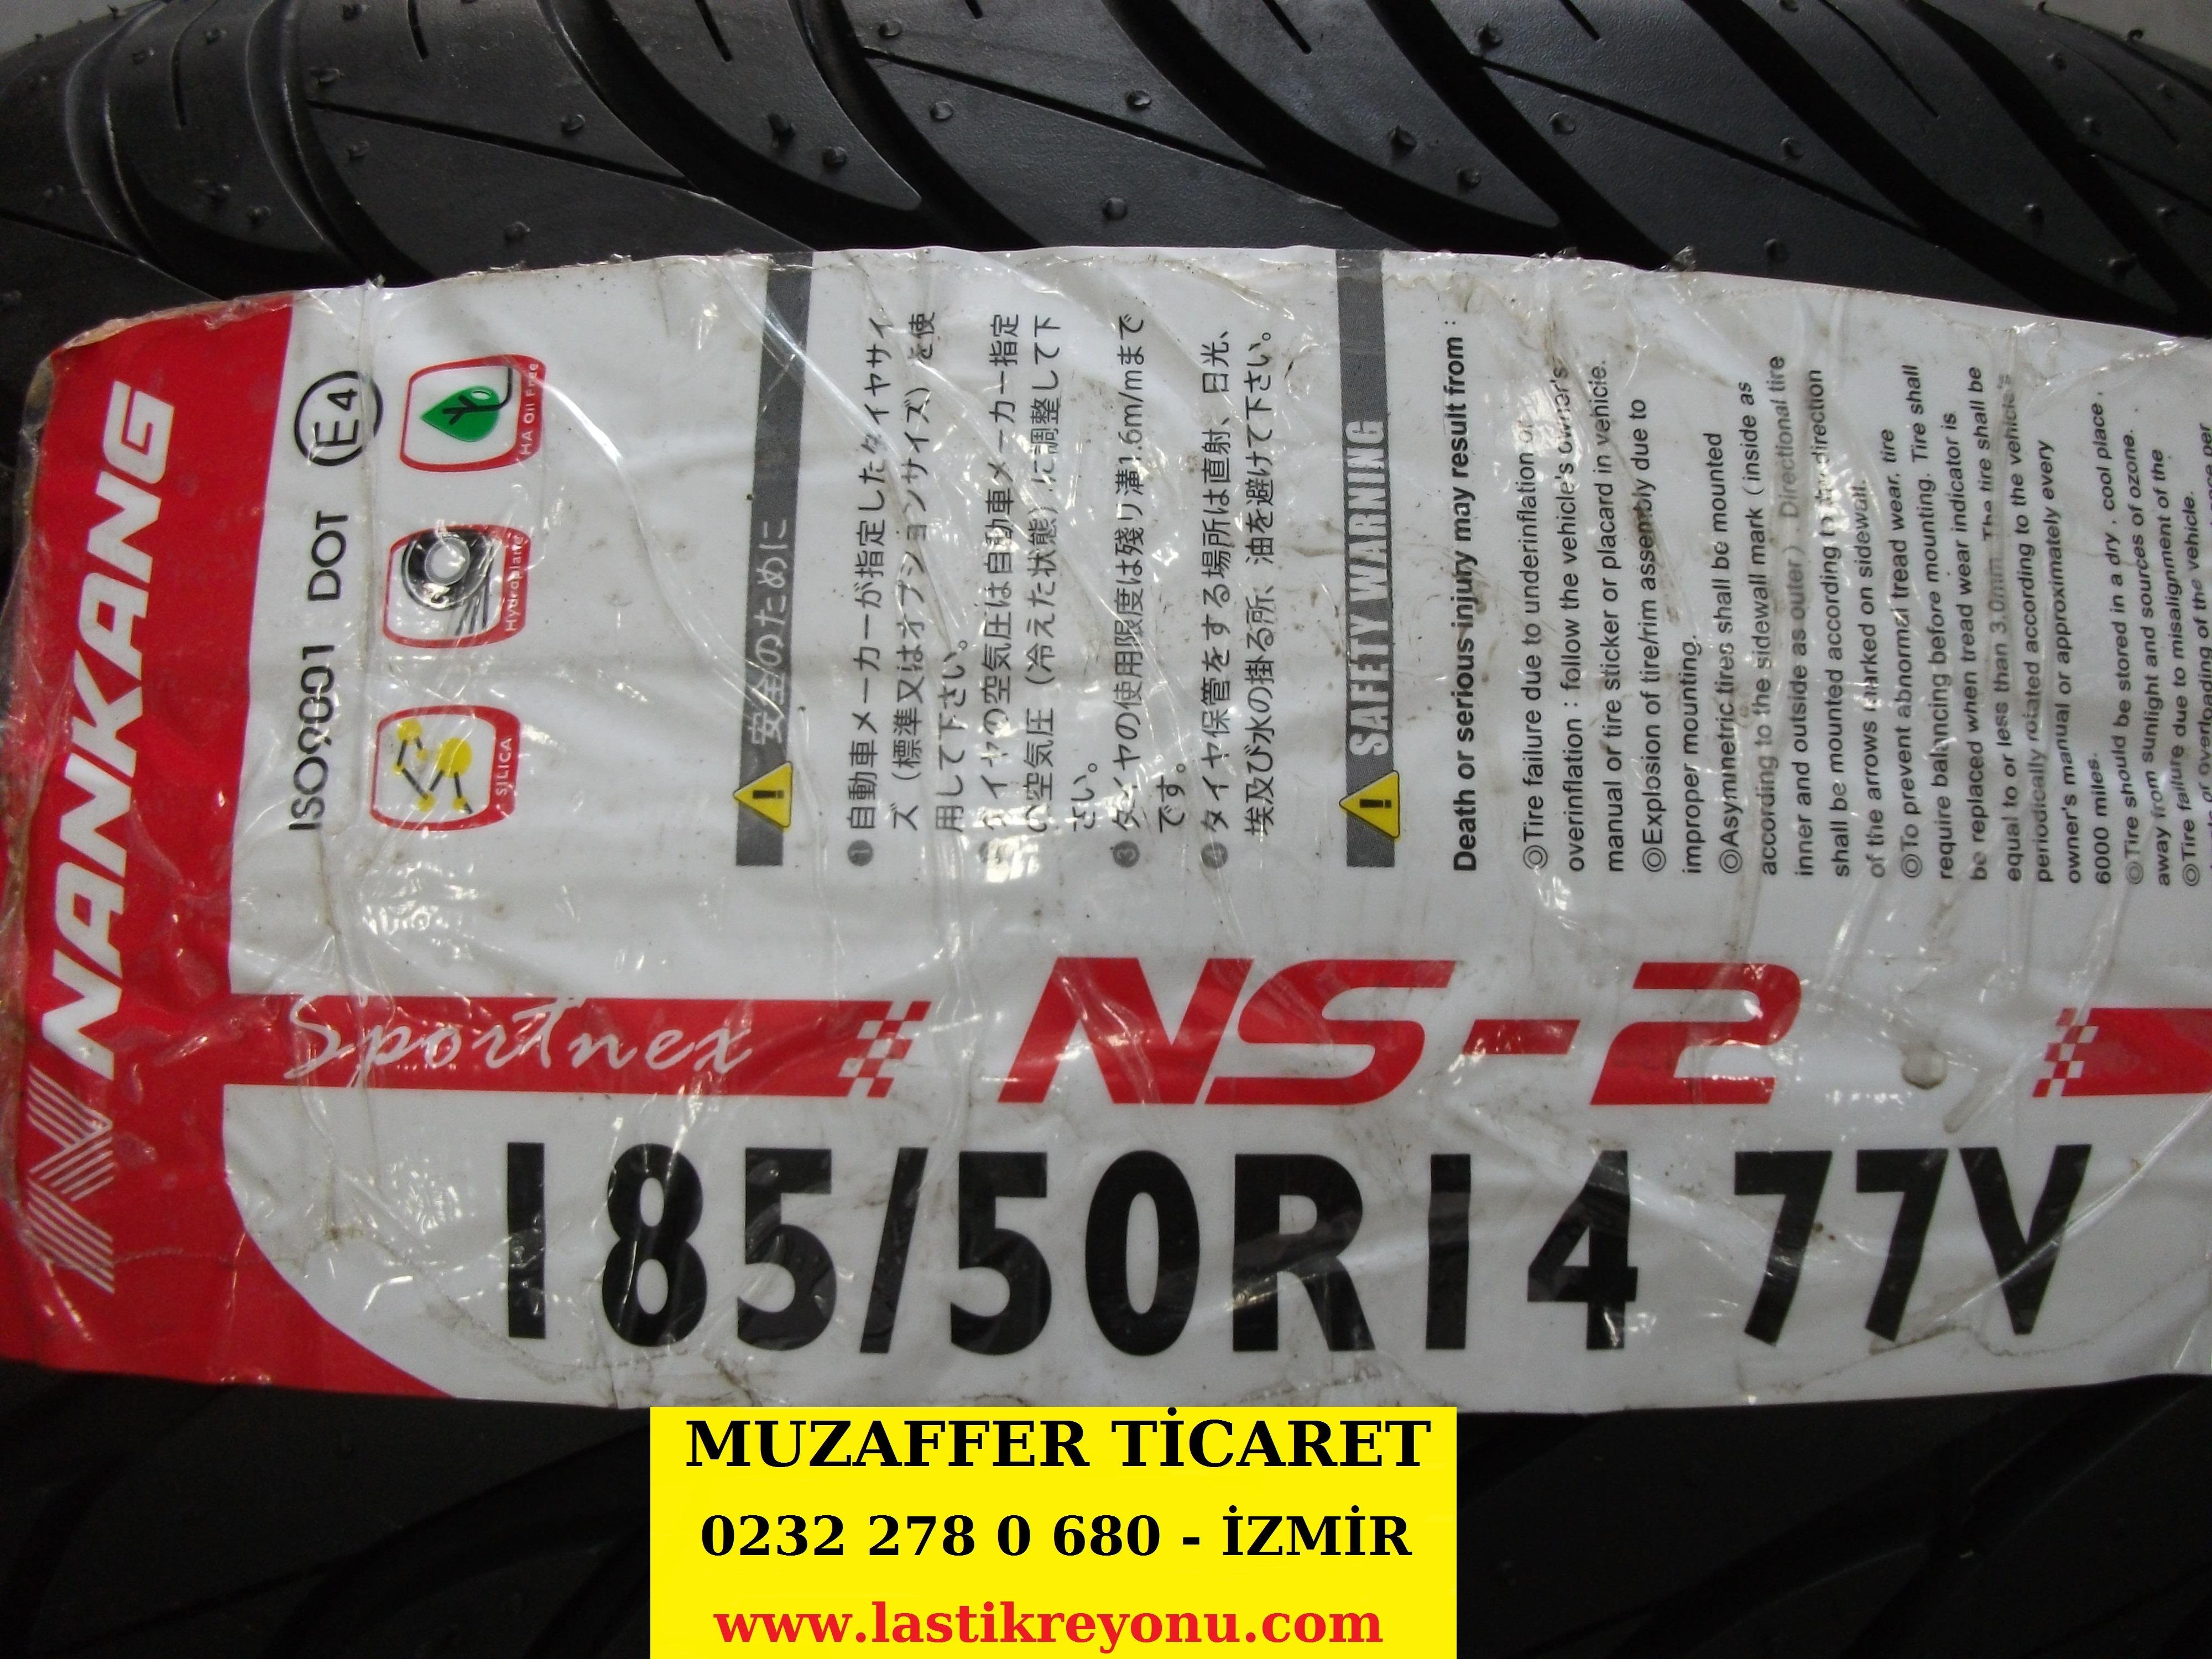 NANKANG
ISO9001 DOT E4
SILICA
Hydroplaning
HA Oil Free
安全のために
❶ 自動車メーカーが指定したタイヤサイ
ズ（標準又はオプションサイズ）を使
用して下さい。
タイヤの空気圧は自動車メーカー指定
の空気圧（冷えた状態）に調整して下
さい。
❸ タイヤの使用限度は残り溝1.6m/mまで
です。
❹ タイヤ保管をする場所は直射、日光、
埃及び水の掛る所、油を避けて下さい。
SAFETY WARNING
Death or serious injury may result from :
◎Tire failure due to underinflation or
overinflation : follow the vehicle's owner's
manual or tire sticker or placard in vehicie.
◎Explosion of tire/rim assembly due to
improper mounting.
◎Asymmetric tires shall be mounted
according to the sidewall mark ( inside as
inner and outside as outer ) . Directional tire
shall be mounted according to the direction
of the arrows marked on sidewall.
◎To prevent abnormal tread wear, tire
require balancing before mounting. Tire shall
be replaced when tread wear indicator is
equal to or less than 3.0mm. The tire shall be
periodically rotated according to the vehicle's
owner's manual or approximately every
6000 miles.
◎Tire should be stored in a dry , cool place ,
away from sunlight and sources of ozone.
◎Tire failure due to misalignment of the
or overloading of the vehicle.
Sportnex NS-2
185/50R14 77V
MUZAFFER TİCARET
0232 278 0 680 - İZMİR
www.lastikreyonu.com